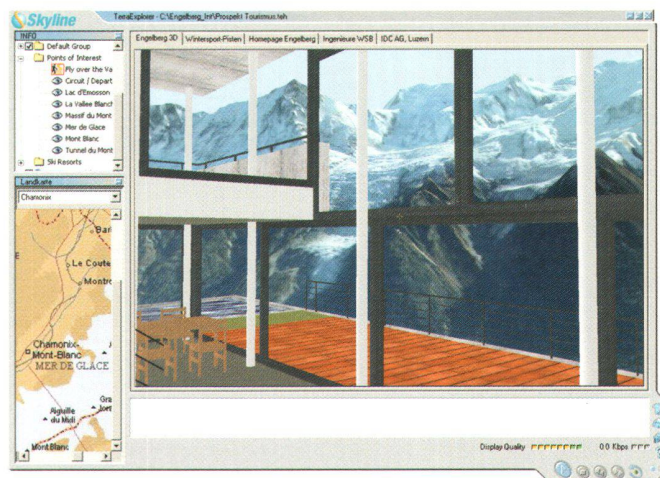 Skyline
TerraExplorer - C:\Engelberg_Int\Prospekt Tourismus.teh
INFO
Default Group
Points of Interest
Fly over the Va
Circuit / Depart
Lac d'Emosson
La Vallee Blanch
Massif du Mont
Mer de Glace
Mont Blanc
Tunnel du Mont
Ski Resorts
Landkarte
Chamonix
Engelberg 3D
Wintersport-Pisten
Homepage Engelberg
Ingenieure WSB
IDC AG, Luzern
Le Coute
Montro
Chamonix-
Mont-Blanc
MER DE GLACE
Gra
Jora
Aiguille
du Midi
Mont Blanc
Display Quality
0.0 Kbps